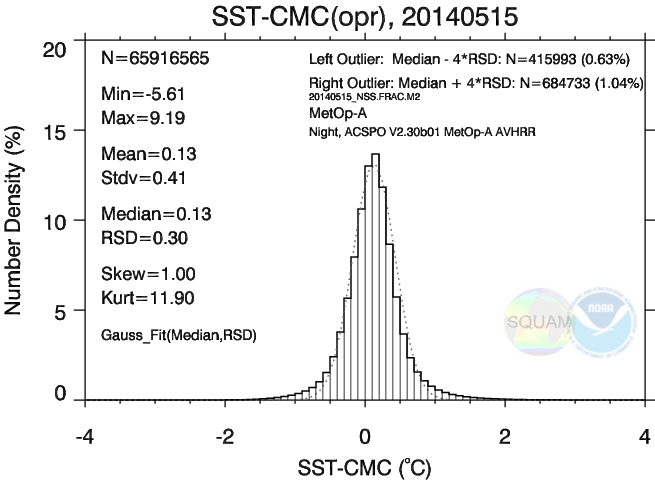 SST-CMC(opr), 20140515
N=65916565
Min=-5.61
Max=9.19
Mean=0.13
Stdv=0.41
Median=0.13
RSD=0.30
Skew=1.00
Kurt=11.90
Gauss_Fit(Median,RSD)
Left Outlier: Median - 4*RSD: N=415993 (0.63%)
Right Outlier: Median + 4*RSD: N=684733 (1.04%)
20140515_NSS.FRAC.M2
MetOp-A
Night, ACSPO V2.30b01 MetOp-A AVHRR
Number Density (%)
20
15
10
5
0
SQUAM
NOAA
-4 -2 0 2 4
SST-CMC (°C)